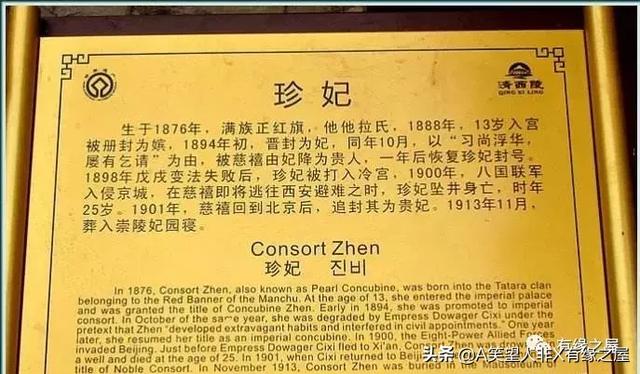 清西陵
QING XI LING
珍妃
生于1876年，满族正红旗，他他拉氏，1888年，13岁入宫
被册封为嫔，1894年初，晋封为妃，同年10月，以“习尚浮华，
屡有乞请”为由，被慈禧由妃降为贵人，一年后恢复珍妃封号。
1898年戊戌变法失败后，珍妃被打入冷宫，1900年，八国联军
入侵京城，在慈禧即将逃往西安避难之时，珍妃坠井身亡，时年
25岁。1901年，慈禧回到北京后，追封其为贵妃。1913年11月，
葬入崇陵妃园寝。
Consort Zhen
珍妃 진비
In 1876, Consort Zhen, also known as Pearl Concubine, was born into the Tatara clan
belonging to the Red Banner of the Manchu. At the age of 13, she entered the imperial palace
and was granted the title of Concubine Zhen. Early in 1894, she was promoted to imperial
consort. In October of the same year, she was degraded by Empress Dowager Cixi under the
pretext that Zhen "developed extravagant habits and interfered in civil appointments." One year
later, she resumed her title as an imperial concubine. In 1900, the Eight-Power Allied Forces
invaded Beijing. Just before Empress Dowager Cixi fled to Xi'an, Consort Zhen was drow
a well and died at the age of 25. In 1901, when Cixi returned to Beiji
title of Noble Consort. In November 1913, Consort Zhen was buried in the Mausoleum of
有缘之屋
头条 @A笑望人非X有缘之屋